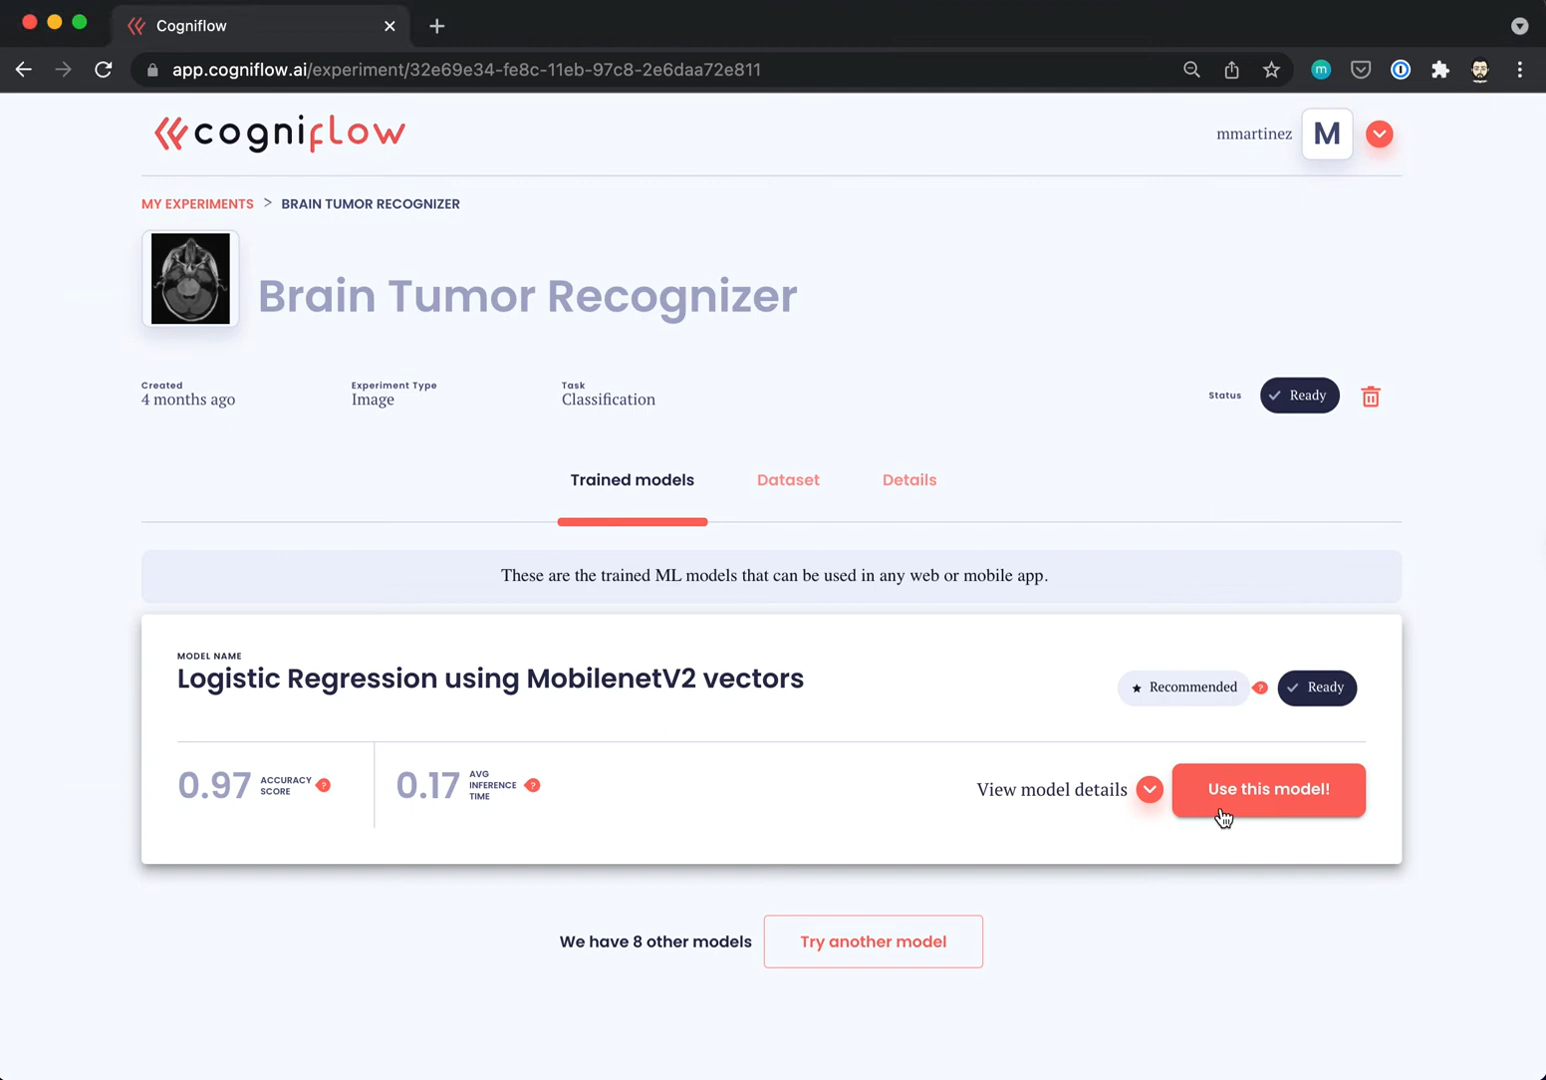 Cogniflow
app.cogniflow.ai/experiment/32e69e34-fe8c-11eb-97c8-2e6daa72e811
m
cogniflow
mmartinez M
MY EXPERIMENTS > BRAIN TUMOR RECOGNIZER
Brain Tumor Recognizer
Created
4 months ago
Experiment Type
Image
Task
Classification
Status
Ready
Trained models
Dataset
Details
These are the trained ML models that can be used in any web or mobile app.
MODEL NAME
Logistic Regression using MobilenetV2 vectors
★ Recommended ?
Ready
0.97
ACCURACY
SCORE
?
0.17
AVG
INFERENCE
TIME
?
View model details
Use this model!
We have 8 other models
Try another model